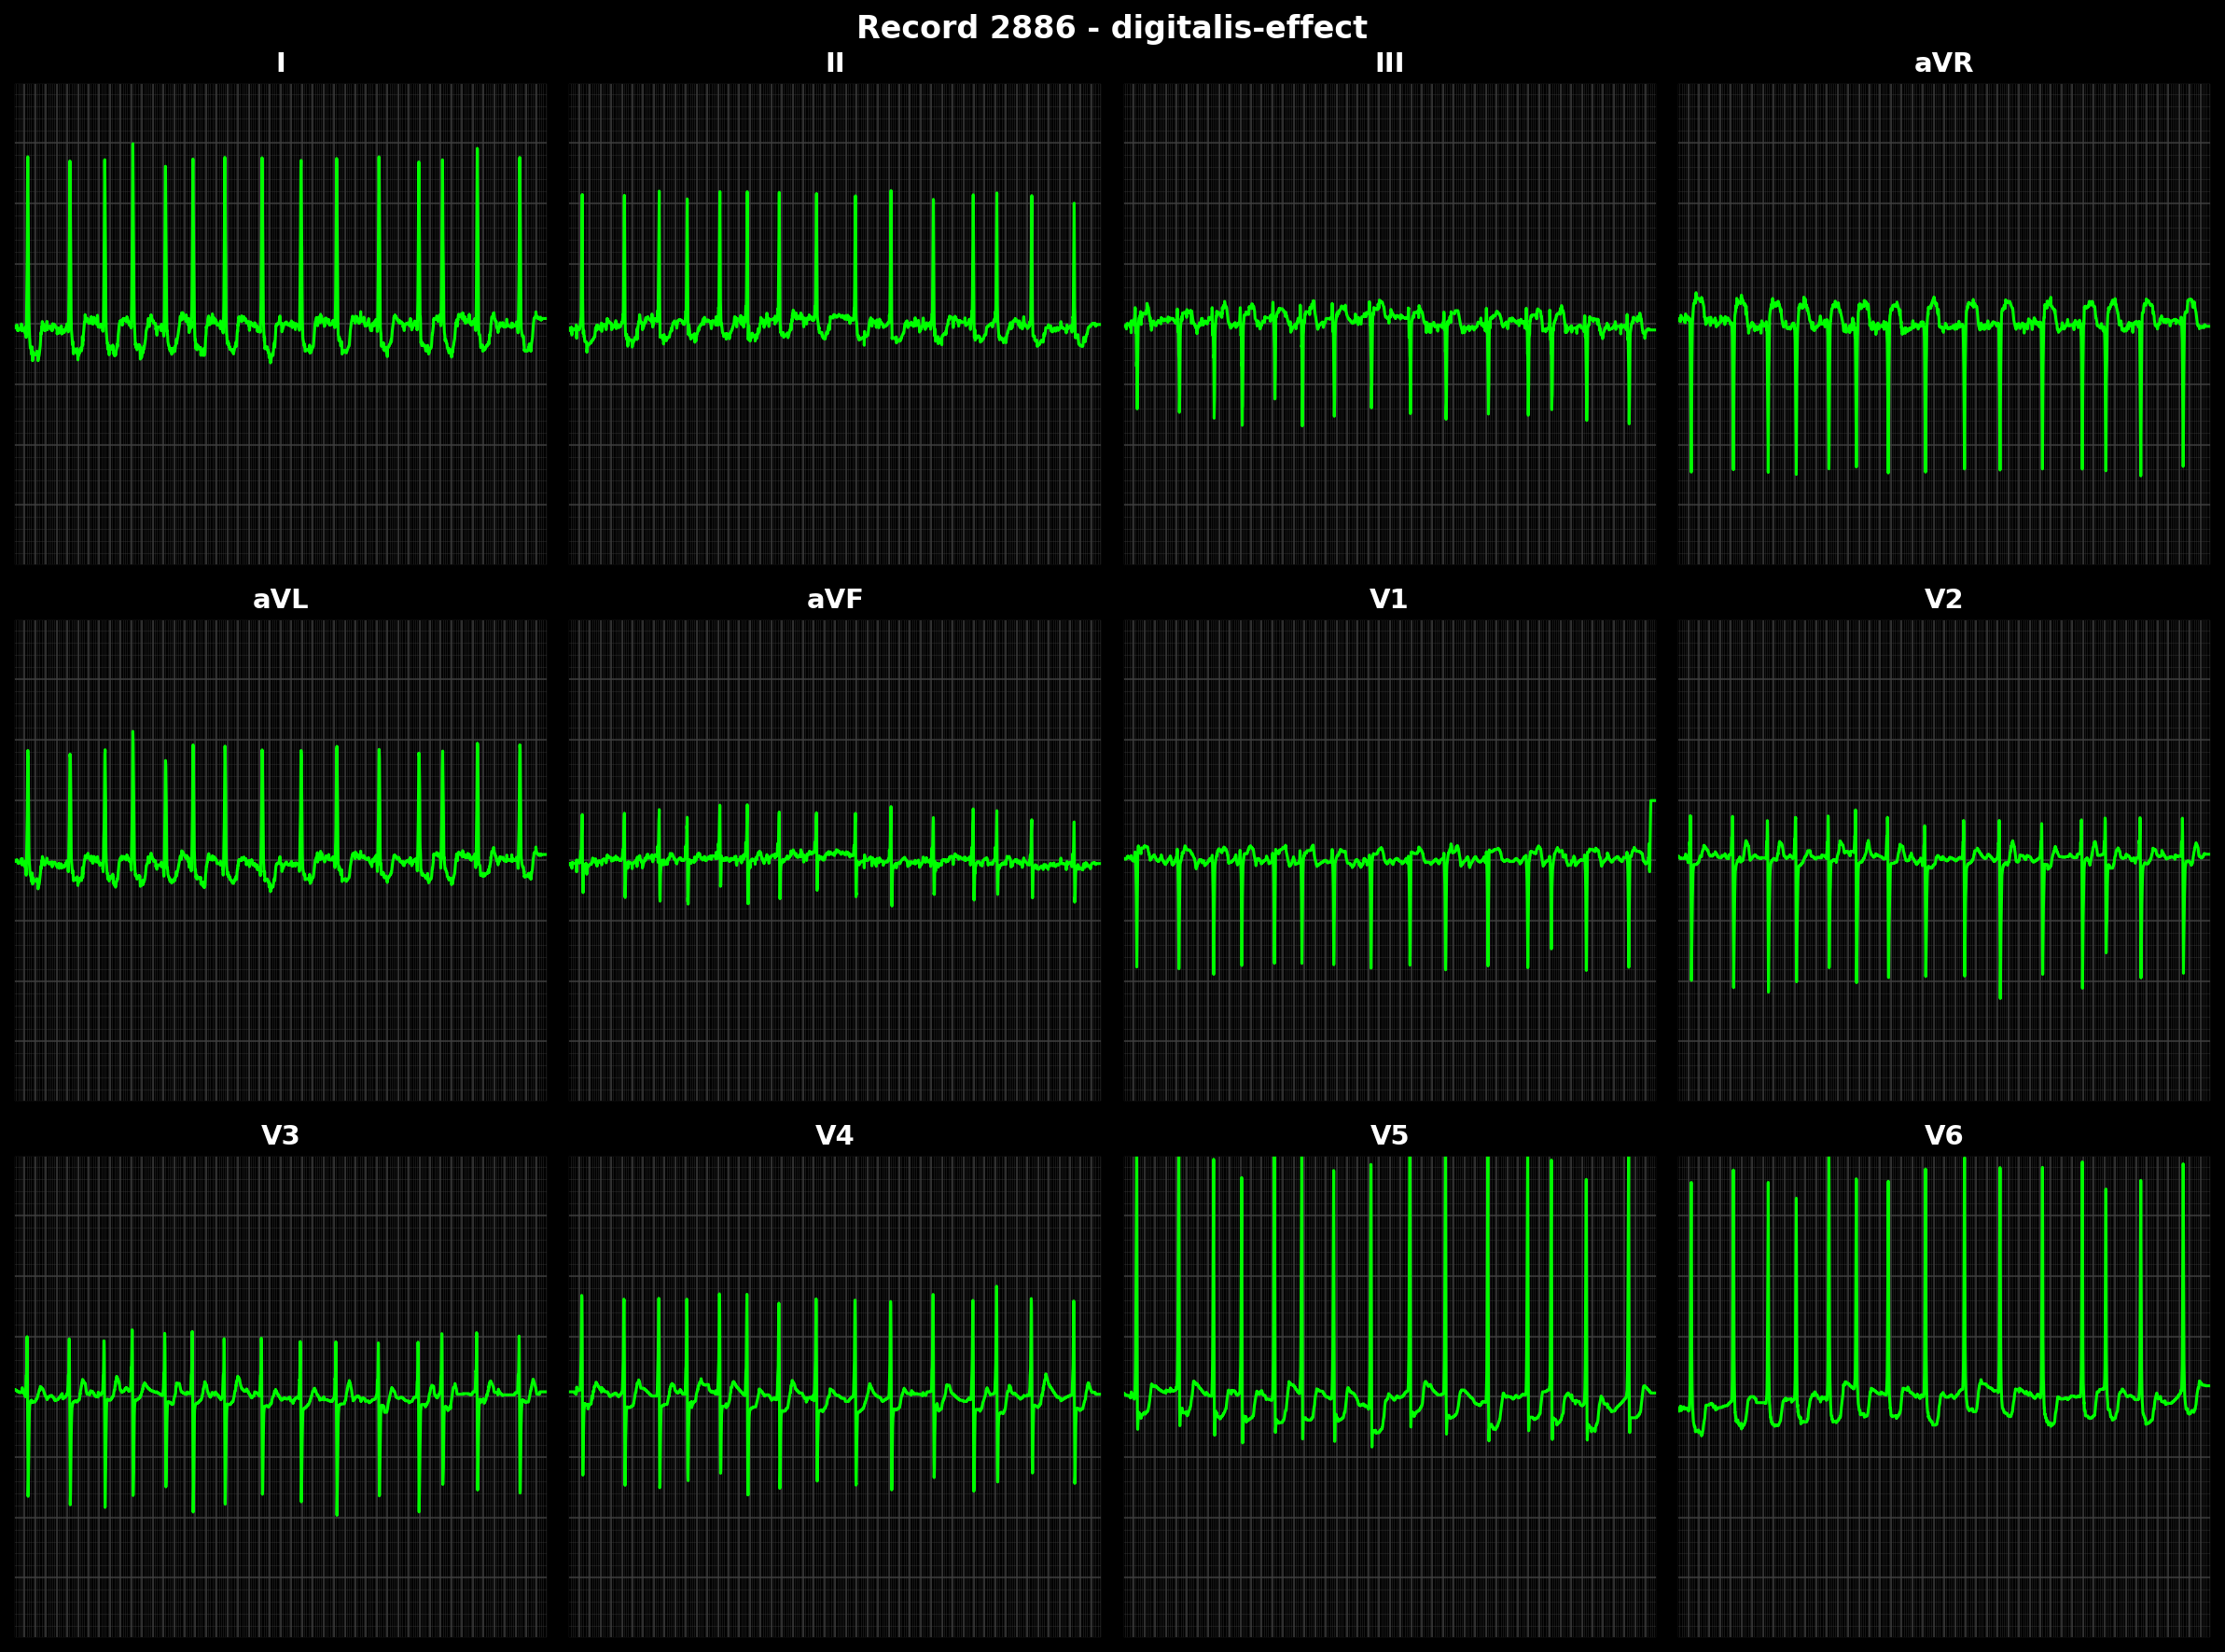 Record 2886 - digitalis-effect
I
II
III
aVR
aVL
aVF
V1
V2
V3
V4
V5
V6